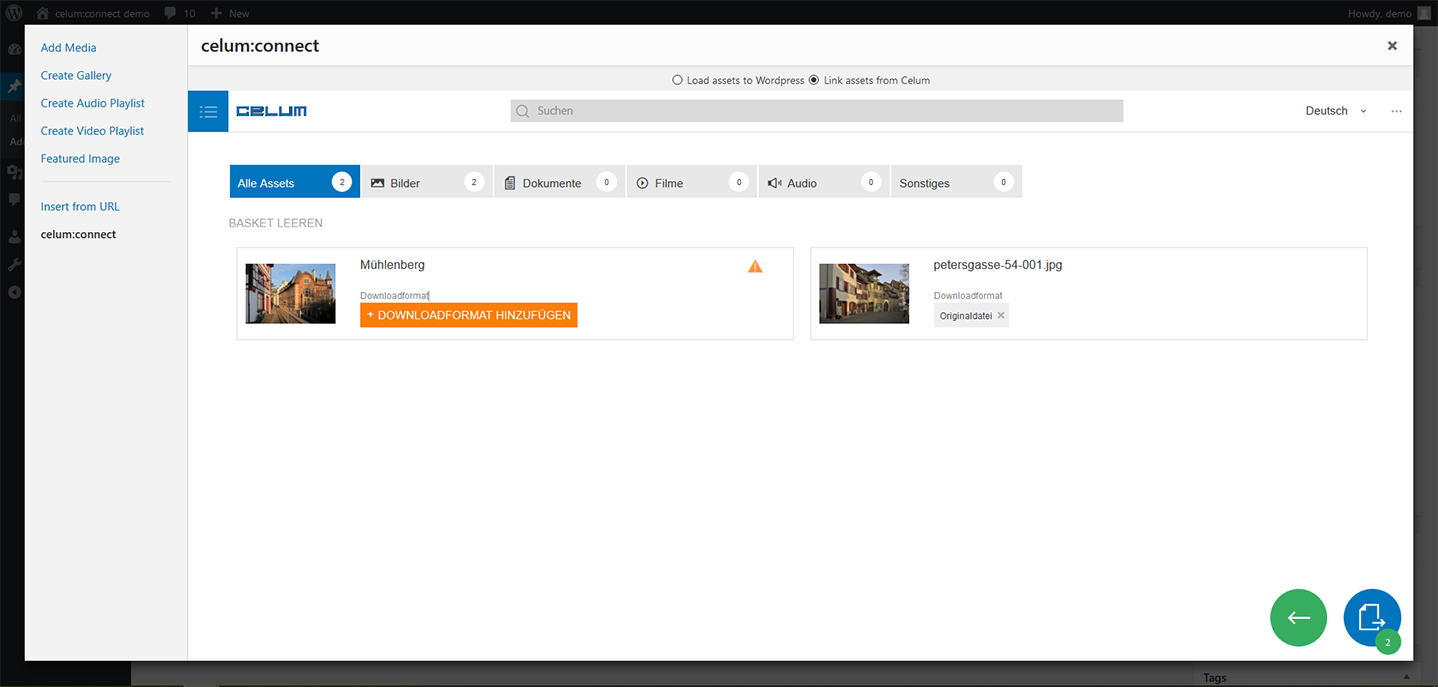 celum:connect demo 10 New Howdy, demo
Add Media
Create Gallery
Create Audio Playlist
Create Video Playlist
Featured Image
Insert from URL
celum:connect
celum:connect
Load assets to Wordpress Link assets from Celum
CELUM Suchen Deutsch
Alle Assets 2 Bilder 2 Dokumente 0 Filme 0 Audio 0 Sonstiges 0
BASKET LEEREN
Mühlenberg
Downloadformat
+ DOWNLOADFORMAT HINZUFÜGEN
petersgasse-54-001.jpg
Downloadformat
Originaldatei
2
All
Add
Tags